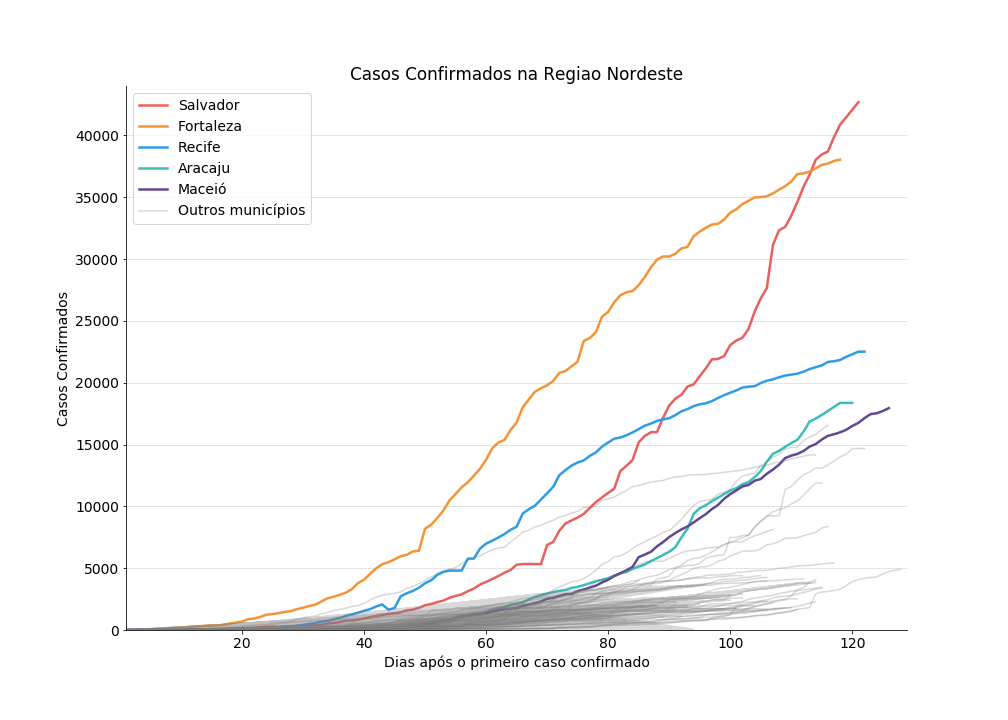 Casos Confirmados na Regiao Nordeste
Salvador
Fortaleza
Recife
Aracaju
Maceió
Outros municípios
40000
35000
30000
25000
20000
15000
10000
5000
0
Casos Confirmados
20 40 60 80 100 120
Dias após o primeiro caso confirmado